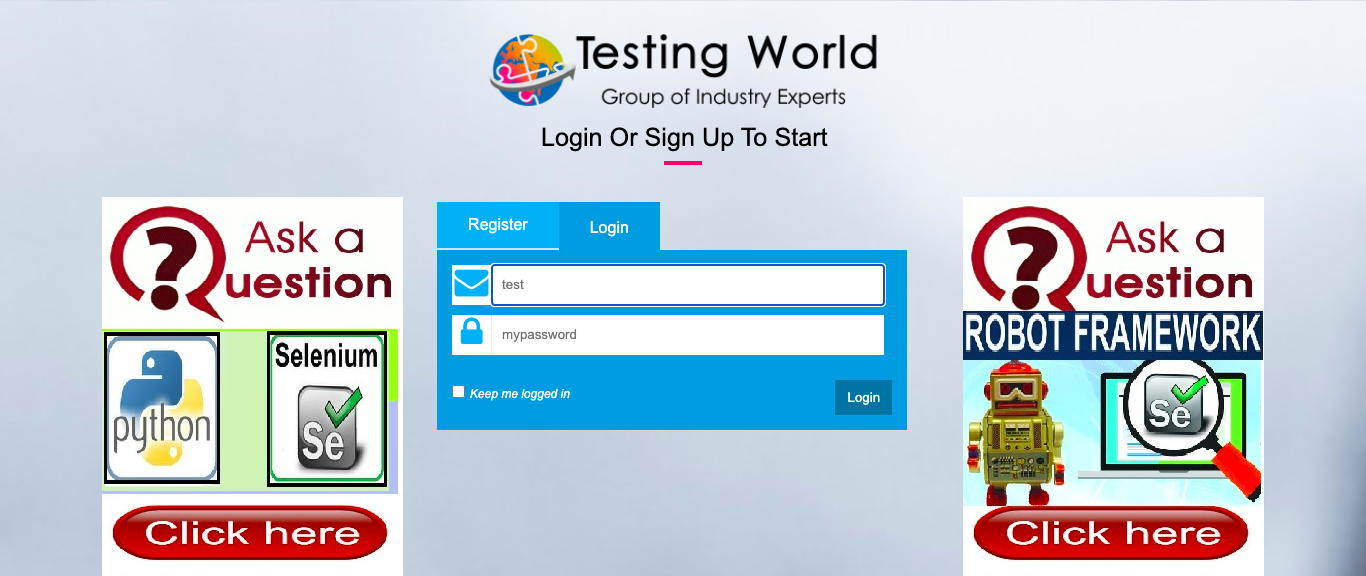 Testing World
Group of Industry Experts
Login Or Sign Up To Start
Ask a
Question
python
Selenium
Se
Click here
Register
Login
test
mypassword
Keep me logged in
Login
Ask a
Question
ROBOT FRAMEWORK
Se
Click here